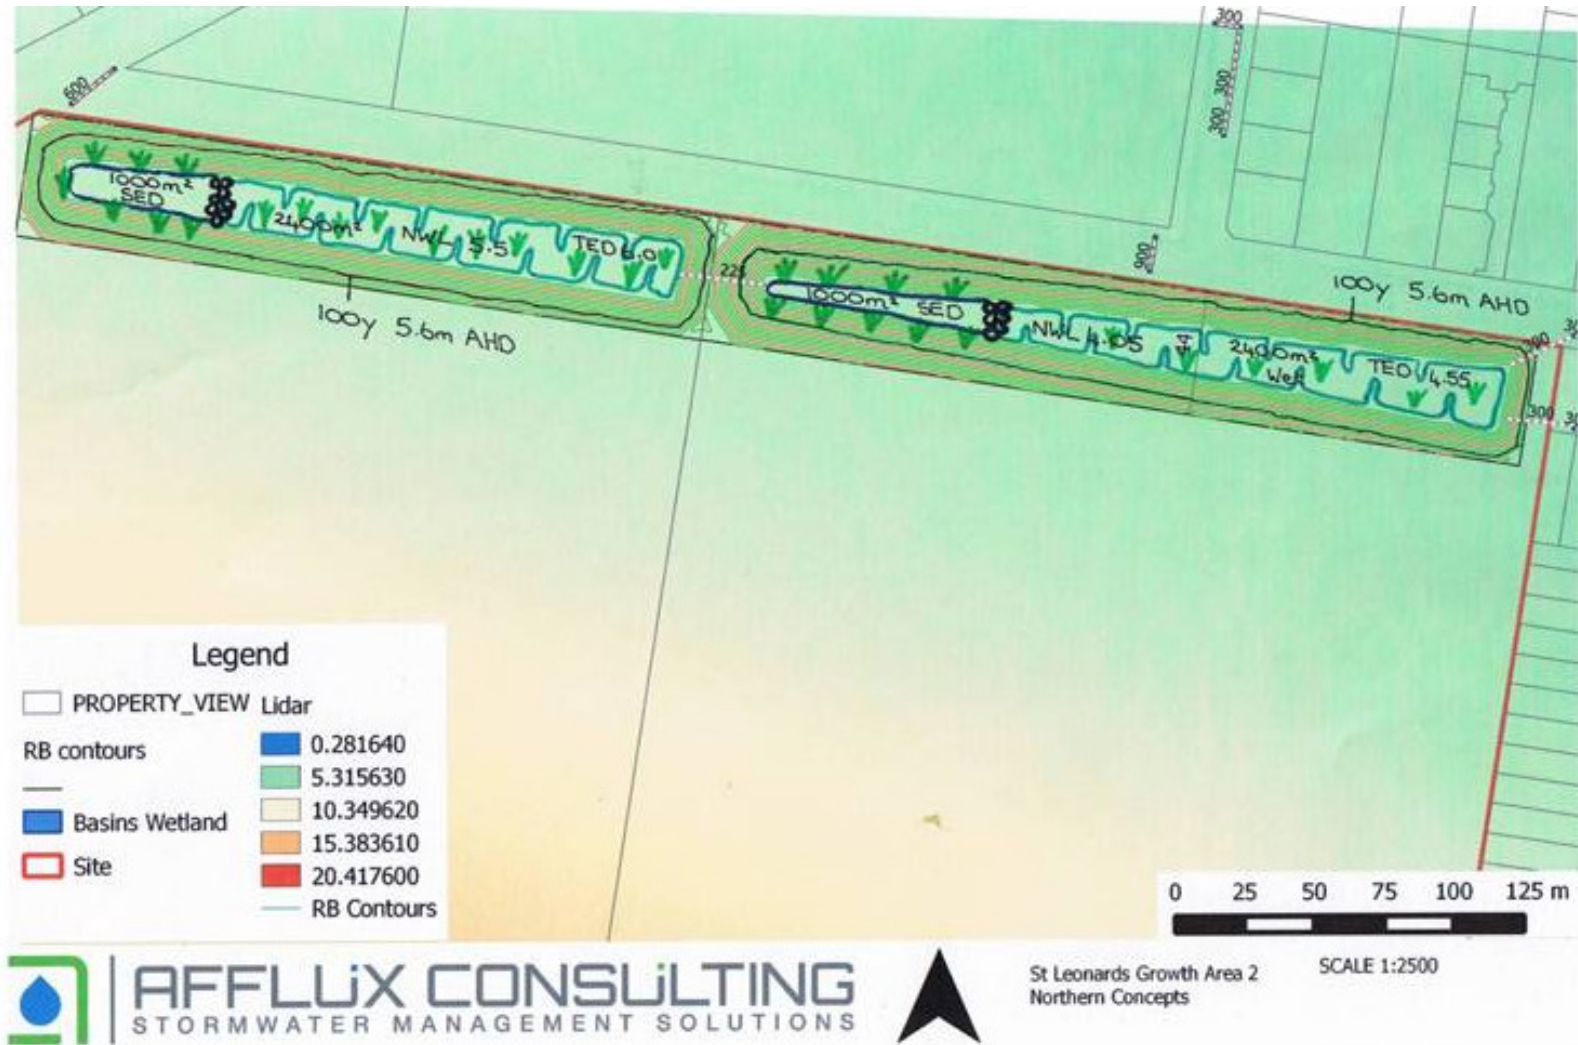 300
600
300
300
900
1000m²
SED
2400m²
NWL 5.5
TED 6.0
225
100y 5.6m AHD
1000m² SED
NWL 4.05
2400m²
Wet
TED 4.55
100y 5.6m AHD
300
300
30
Legend
PROPERTY_VIEW
RB contours
Basins Wetland
Site
Lidar
0.281640
5.315630
10.349620
15.383610
20.417600
RB Contours
0 25 50 75 100 125 m
AFFLUX CONSULTING
STORMWATER MANAGEMENT SOLUTIONS
St Leonards Growth Area 2
Northern Concepts
SCALE 1:2500